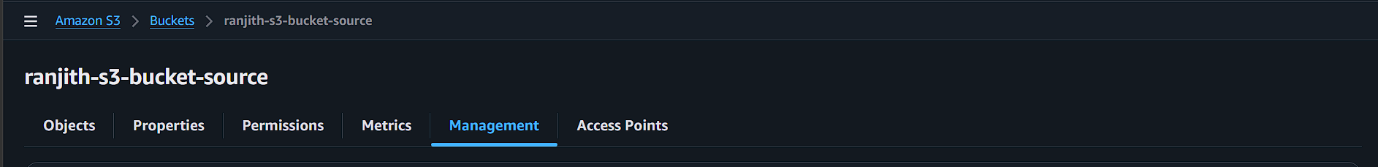 Amazon S3 > Buckets > ranjith-s3-bucket-source
ranjith-s3-bucket-source
Objects Properties Permissions Metrics Management Access Points